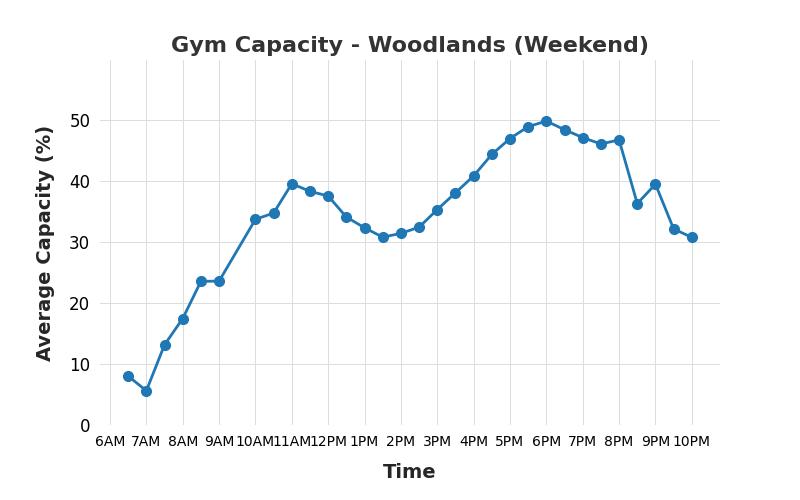 Gym Capacity - Woodlands (Weekend)
Average Capacity (%)
50
40
30
20
10
0
6AM 7AM 8AM 9AM 10AM 11AM 12PM 1PM 2PM 3PM 4PM 5PM 6PM 7PM 8PM 9PM 10PM
Time